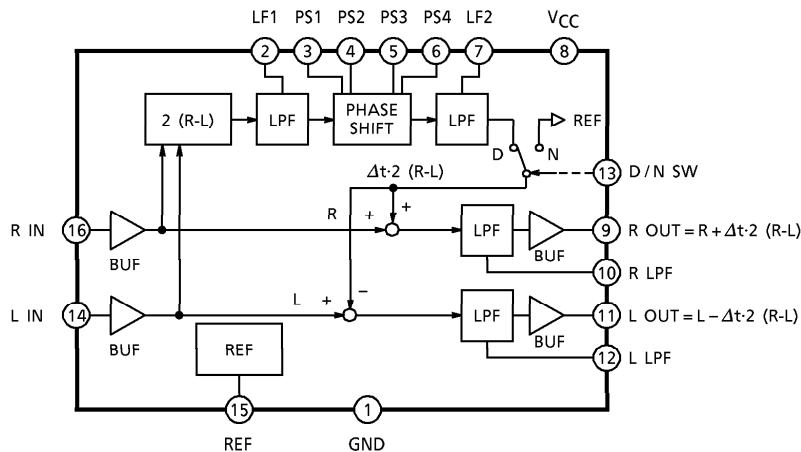 LF1 PS1 PS2 PS3 PS4 LF2 VCC
2 3 4 5 6 7 8
2 (R-L) LPF PHASE SHIFT LPF
REF
D N
13 D/N SW
Δt·2 (R-L)
R + +
R IN 16 BUF LPF BUF 9 R OUT = R + Δt·2 (R-L)
10 R LPF
L + −
L IN 14 BUF LPF BUF 11 L OUT = L − Δt·2 (R-L)
12 L LPF
REF
15 1
REF GND